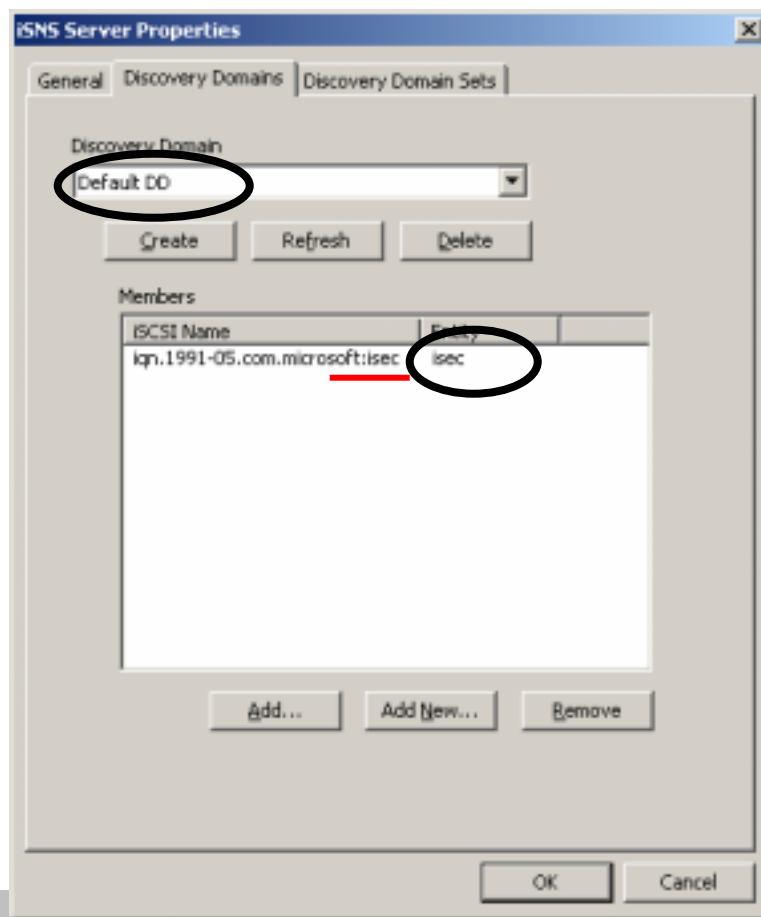 iSNS Server Properties
General Discovery Domains Discovery Domain Sets
Discovery Domain
Default DD
Create Refresh Delete
Members
iSCSI Name Entity
iqn.1991-05.com.microsoft:isec isec
Add... Add New... Remove
OK Cancel